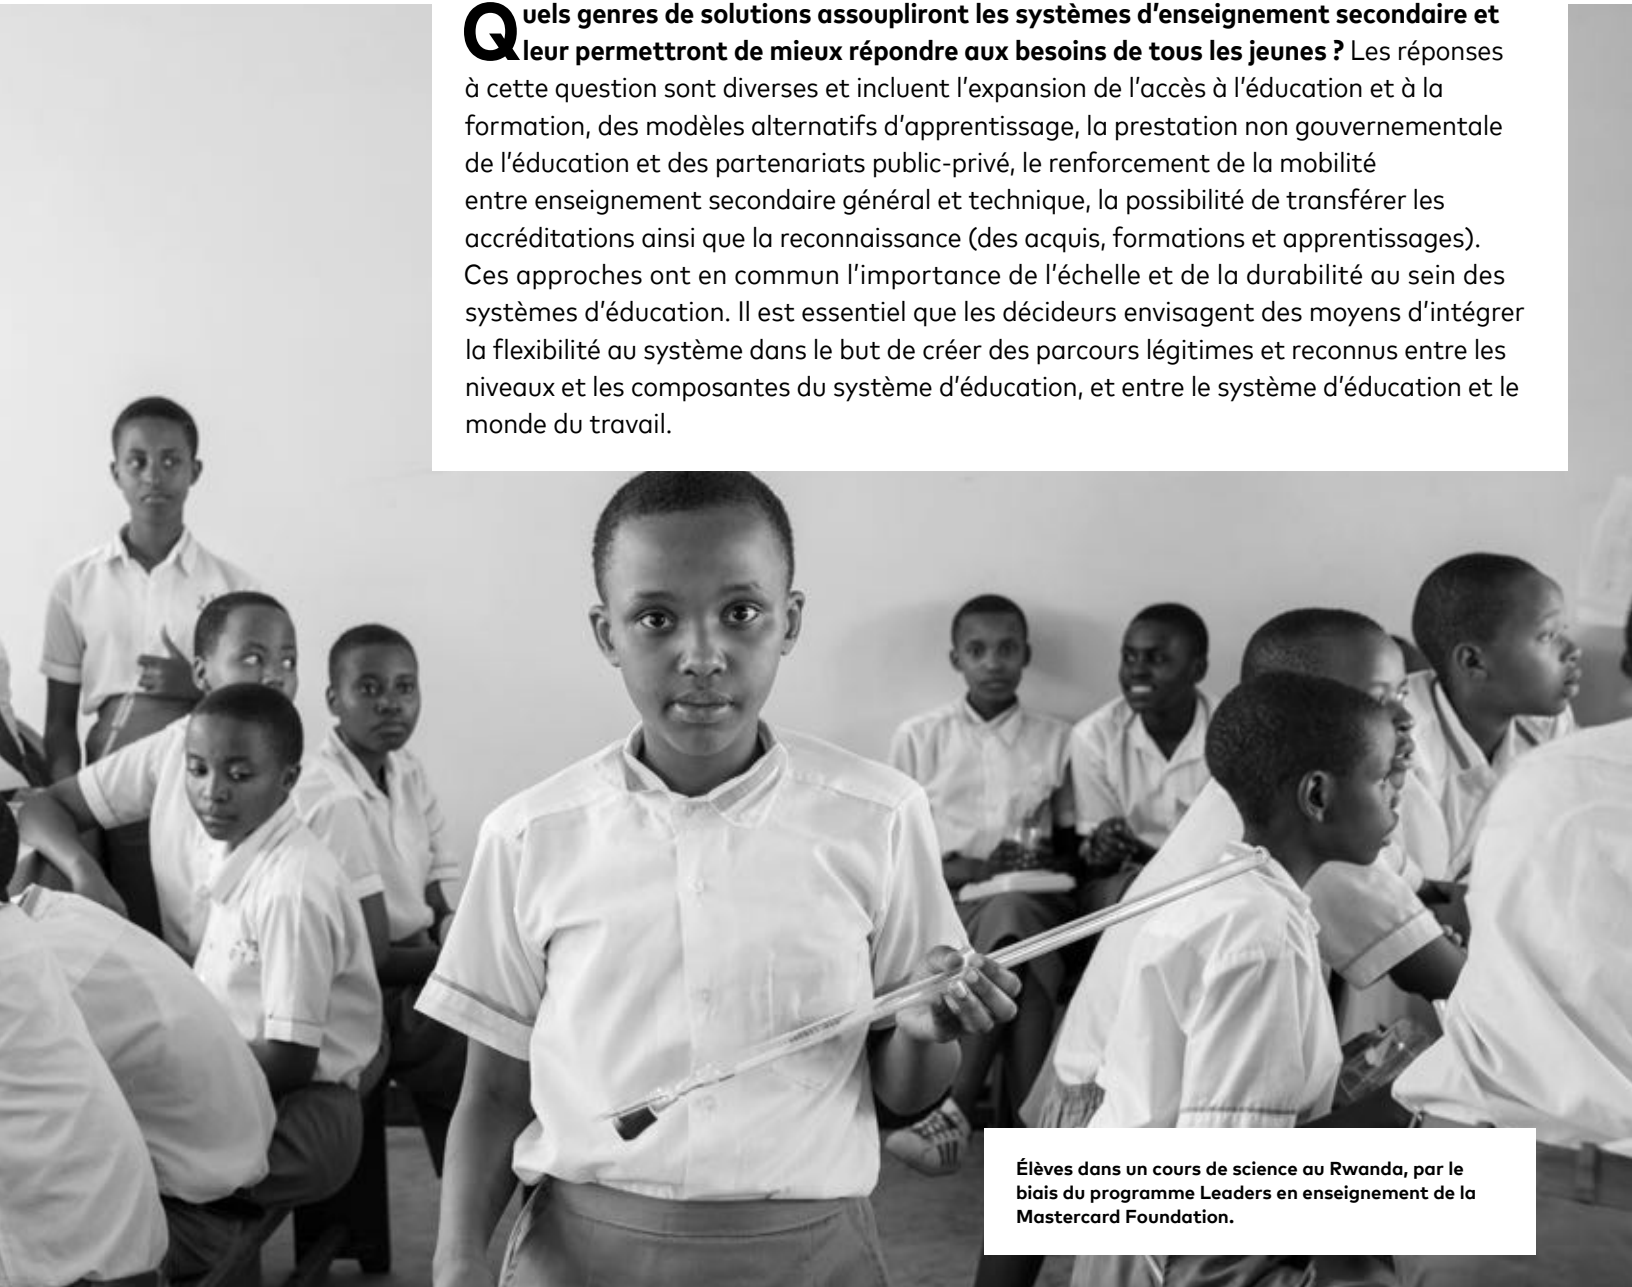 Quels genres de solutions assoupliront les systèmes d'enseignement secondaire et
leur permettront de mieux répondre aux besoins de tous les jeunes ? Les réponses
à cette question sont diverses et incluent l'expansion de l'accès à l'éducation et à la
formation, des modèles alternatifs d'apprentissage, la prestation non gouvernementale
de l'éducation et des partenariats public-privé, le renforcement de la mobilité
entre enseignement secondaire général et technique, la possibilité de transférer les
accréditations ainsi que la reconnaissance (des acquis, formations et apprentissages).
Ces approches ont en commun l'importance de l'échelle et de la durabilité au sein des
systèmes d'éducation. Il est essentiel que les décideurs envisagent des moyens d'intégrer
la flexibilité au système dans le but de créer des parcours légitimes et reconnus entre les
niveaux et les composantes du système d'éducation, et entre le système d'éducation et le
monde du travail.
Élèves dans un cours de science au Rwanda, par le
biais du programme Leaders en enseignement de la
Mastercard Foundation.